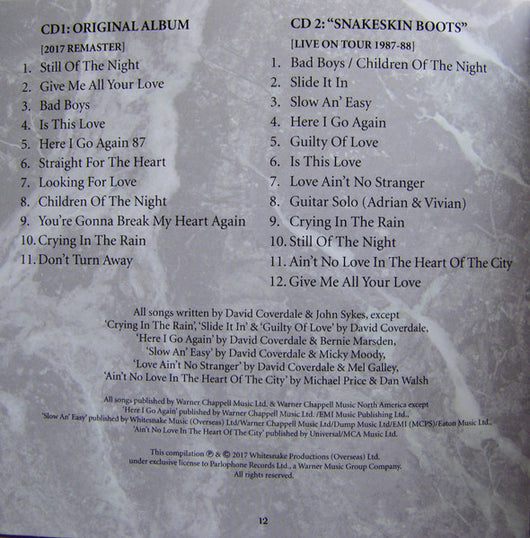 CD1: ORIGINAL ALBUM
[2017 REMASTER]
1. Still Of The Night
2. Give Me All Your Love
3. Bad Boys
4. Is This Love
5. Here I Go Again 87
6. Straight For The Heart
7. Looking For Love
8. Children Of The Night
9. You're Gonna Break My Heart Again
10. Crying In The Rain
11. Don't Turn Away
CD 2: "SNAKESKIN BOOTS"
[LIVE ON TOUR 1987-88]
1. Bad Boys / Children Of The Night
2. Slide It In
3. Slow An' Easy
4. Here I Go Again
5. Guilty Of Love
6. Is This Love
7. Love Ain't No Stranger
8. Guitar Solo (Adrian & Vivian)
9. Crying In The Rain
10. Still Of The Night
11. Ain't No Love In The Heart Of The City
12. Give Me All Your Love
All songs written by David Coverdale & John Sykes, except
'Crying In The Rain', 'Slide It In' & 'Guilty Of Love' by David Coverdale,
'Here I Go Again' by David Coverdale & Bernie Marsden,
'Slow An' Easy' by David Coverdale & Micky Moody,
'Love Ain't No Stranger' by David Coverdale & Mel Galley,
'Ain't No Love In The Heart Of The City' by Michael Price & Dan Walsh
All songs published by Warner Chappell Music Ltd, & Warner Chappell Music North America except
'Here I Go Again' published by Warner Chappell Music Ltd. /EMI Music Publishing Ltd.,
'Slow An' Easy' published by Whitesnake Music (Overseas) Ltd/Warner Chappell Music Ltd/Dump Music Ltd/EMI (MCPS)/Eaton Music Ltd.,
'Ain't No Love In The Heart Of The City' published by Universal/MCA Music Ltd.
This compilation ℗ & © 2017 Whitesnake Productions (Overseas) Ltd.
under exclusive license to Parlophone Records Ltd., a Warner Music Group Company.
All rights reserved.
12